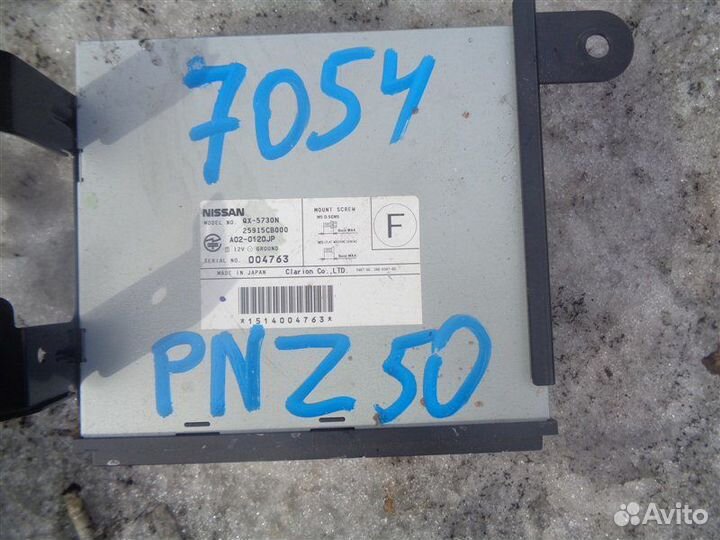 7054
NISSAN
MODEL NO. QX-5730N
25915CB000
A02-0120JP
12V GROUND
SERIAL NO. 004763
MOUNT SCREW
F
MADE IN JAPAN Clarion Co.,LTD.
*1514004763*
PNZ50
Avito